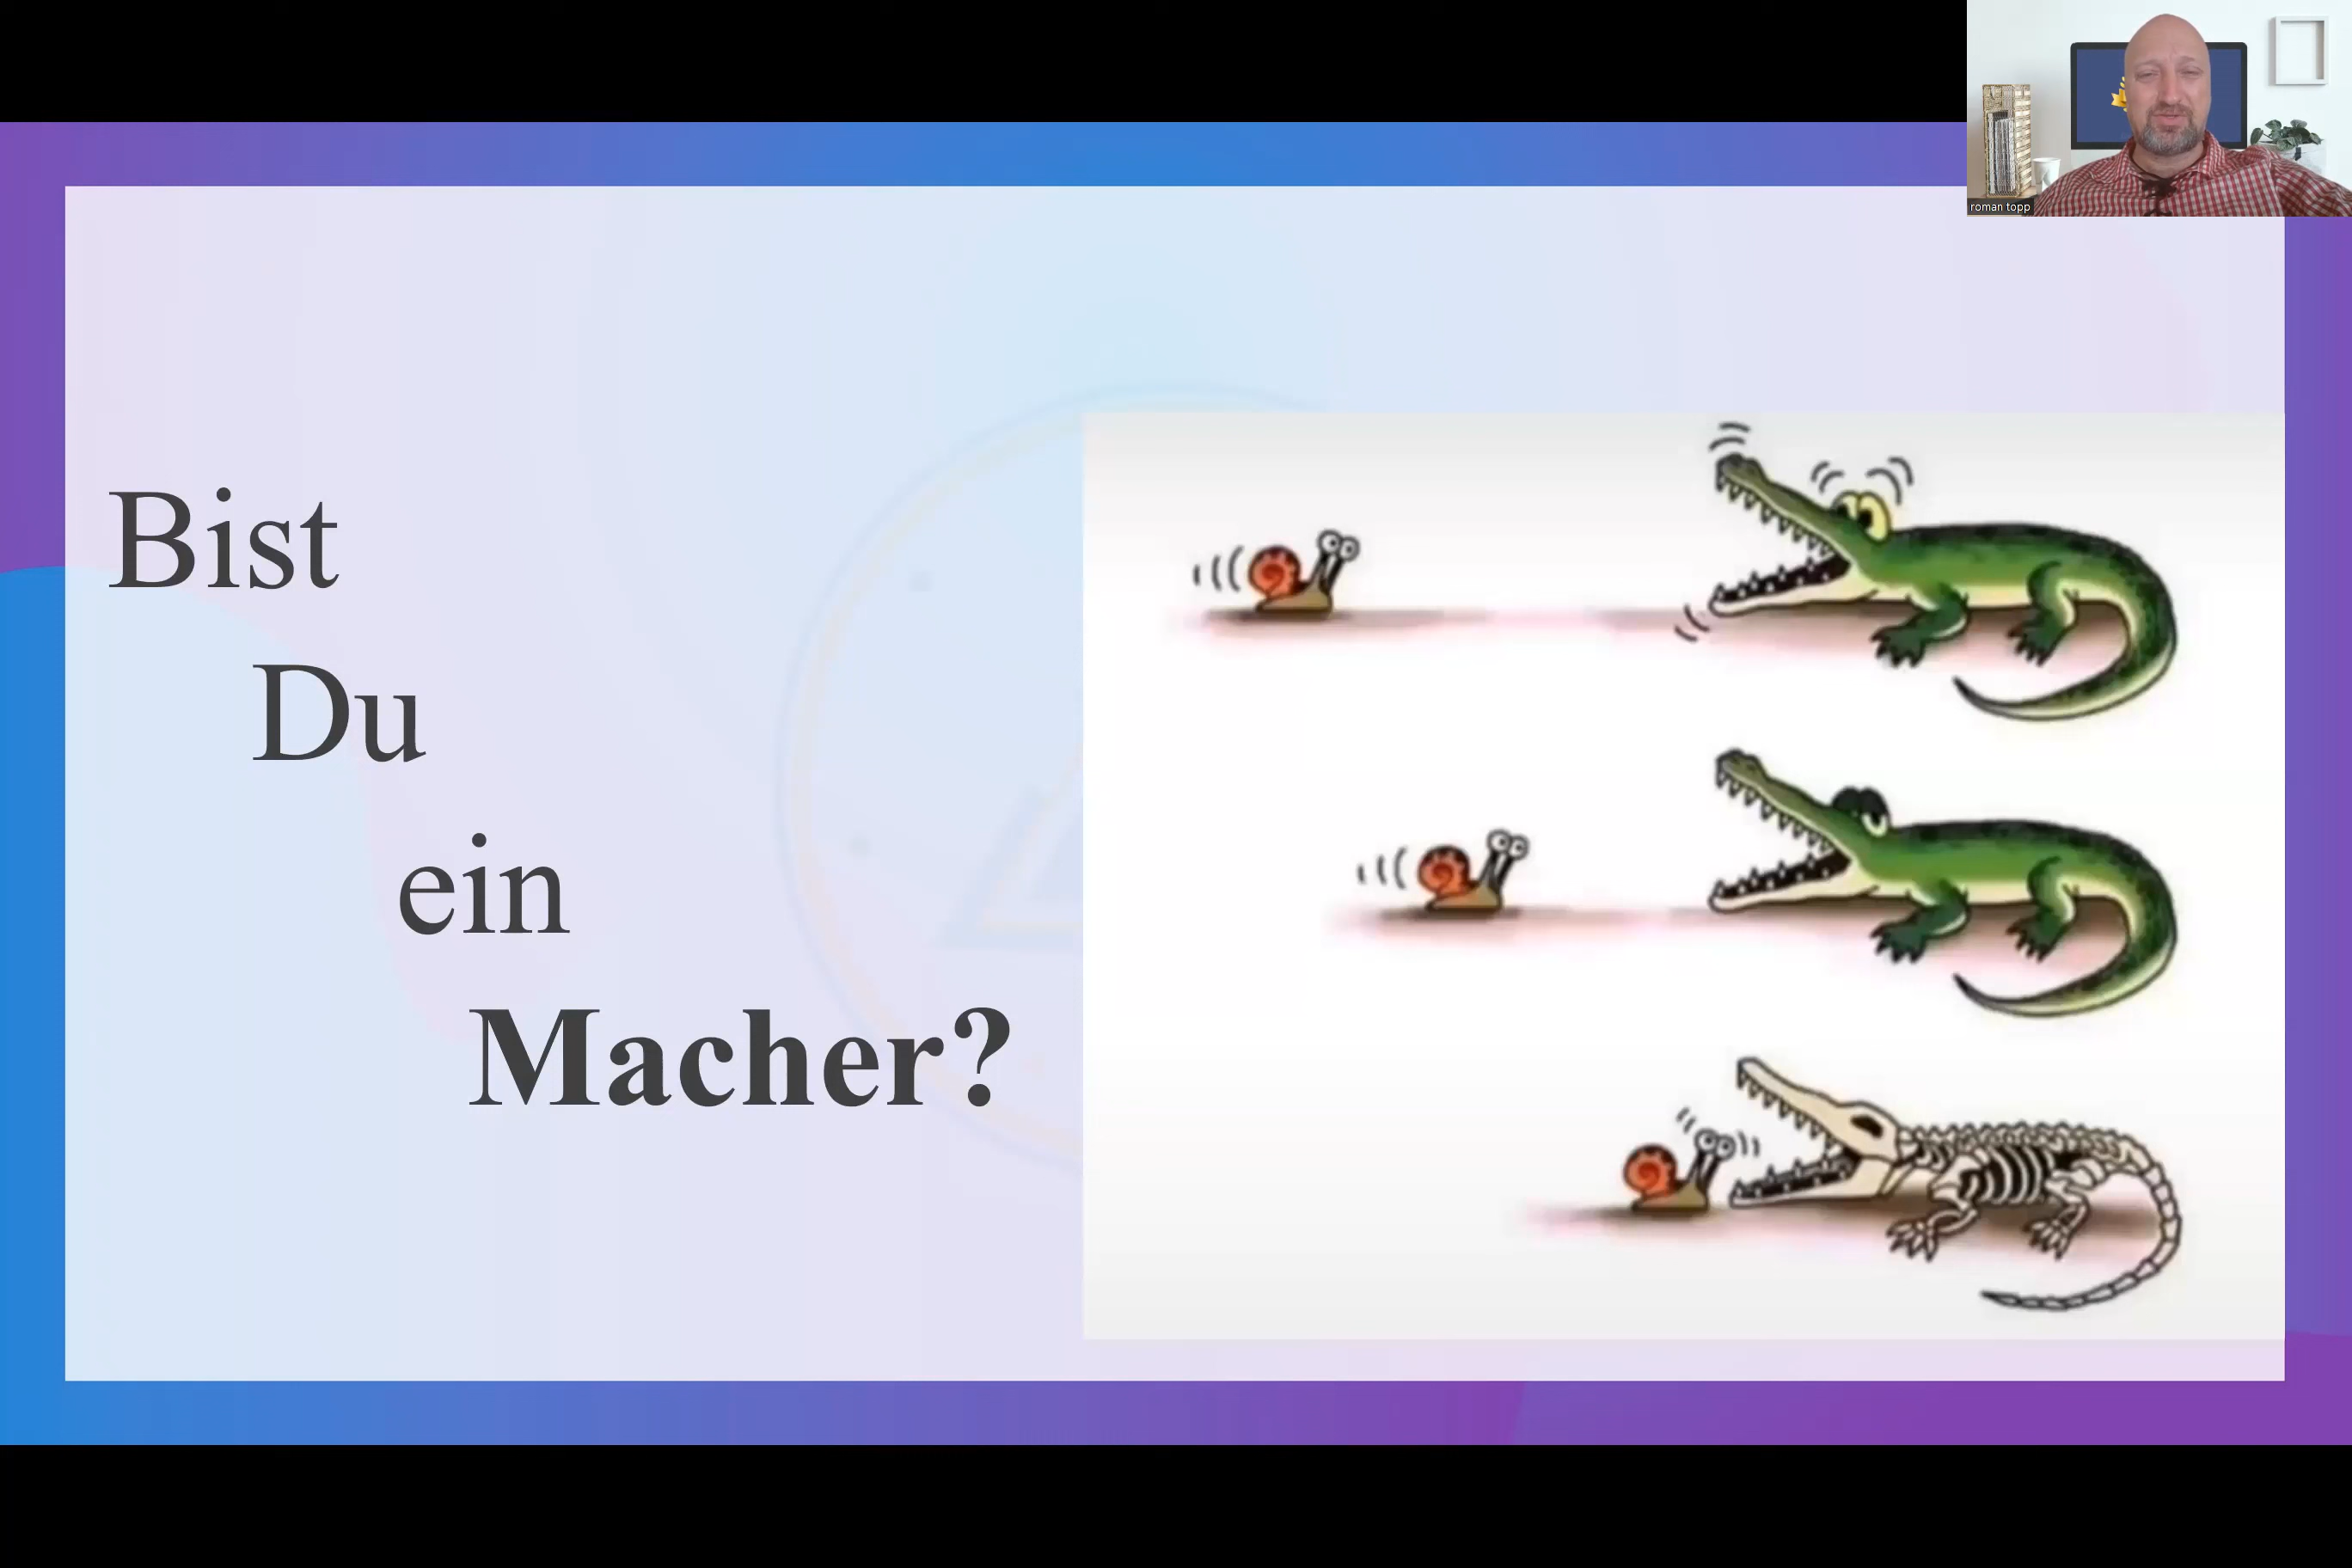 roman topp
Bist
Du
ein
Macher?